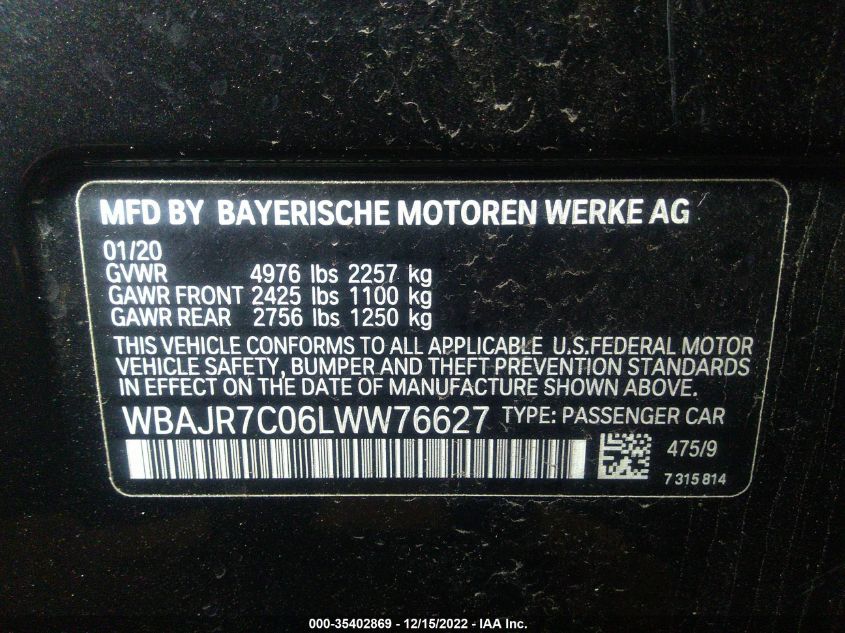 MFD BY BAYERISCHE MOTOREN WERKE AG
01/20
GVWR 4976 lbs 2257 kg
GAWR FRONT 2425 lbs 1100 kg
GAWR REAR 2756 lbs 1250 kg
THIS VEHICLE CONFORMS TO ALL APPLICABLE U.S.FEDERAL MOTOR
VEHICLE SAFETY, BUMPER AND THEFT PREVENTION STANDARDS
IN EFFECT ON THE DATE OF MANUFACTURE SHOWN ABOVE.
WBAJR7C06LWW76627 TYPE: PASSENGER CAR
475/9
7 315 814
000-35402869 - 12/15/2022 - IAA Inc.